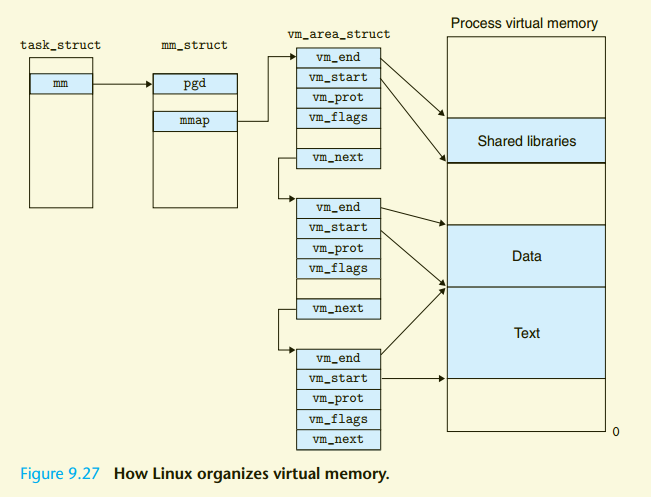 Process virtual memory
vm_area_struct
task_struct
mm_struct
vm_end
mm
pgd
vm_start
vm_prot
mmap
vm_flags
Shared libraries
vm_next
vm_end
vm_start
vm_prot
Data
vm_flags
vm_next
Text
vm_end
vm_start
vm_prot
vm_flags
0
vm_next
Figure 9.27 How Linux organizes virtual memory.